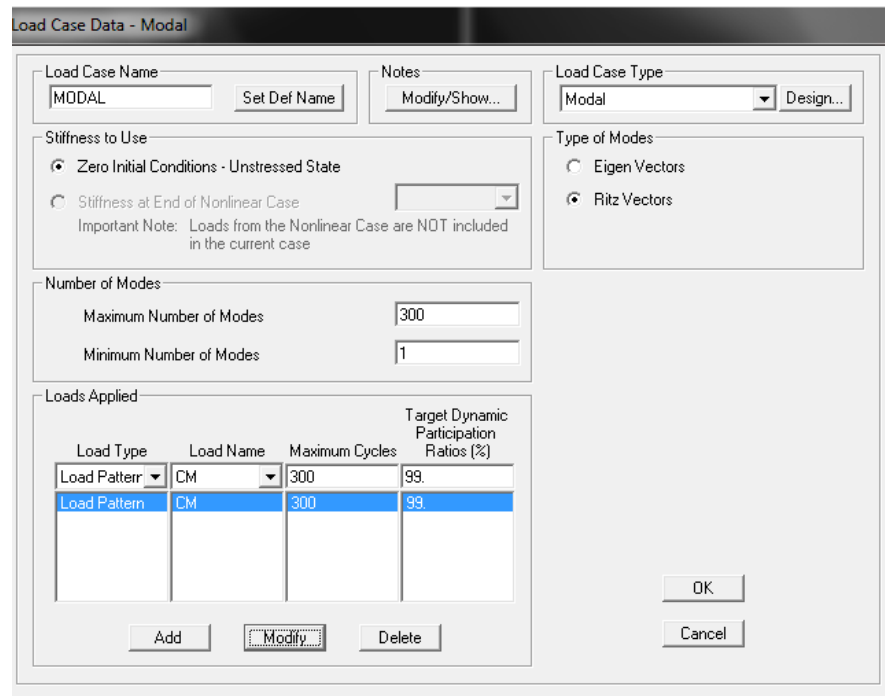 Load Case Data - Modal
Load Case Name
MODAL
Set Def Name
Notes
Modify/Show...
Load Case Type
Modal
Design...
Stiffness to Use
Zero Initial Conditions - Unstressed State
Stiffness at End of Nonlinear Case
Important Note: Loads from the Nonlinear Case are NOT included
in the current case
Type of Modes
Eigen Vectors
Ritz Vectors
Number of Modes
Maximum Number of Modes
300
Minimum Number of Modes
1
Loads Applied
Load Type
Load Name
Maximum Cycles
Target Dynamic
Participation
Ratios (%)
Load Pattern
CM
300
99.
Load Pattern
CM
300
99.
Add
Modify
Delete
OK
Cancel